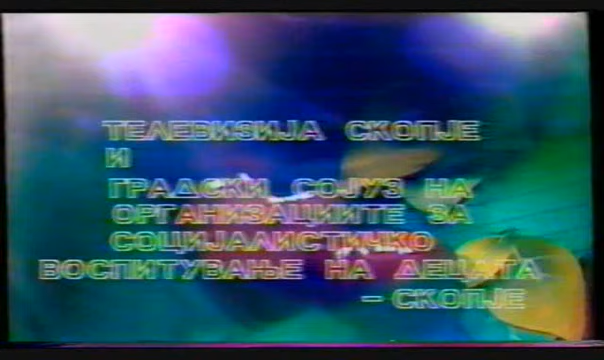 ТЕЛЕВИЗИЈА СКОПЈЕ
И
ГРАДСКИ СОЈУЗ НА
ОРГАНИЗАЦИИТЕ ЗА
СОЦИЈАЛИСТИЧКО
ВОСПИТУВАЊЕ НА ДЕЦАТА
– СКОПЈЕ